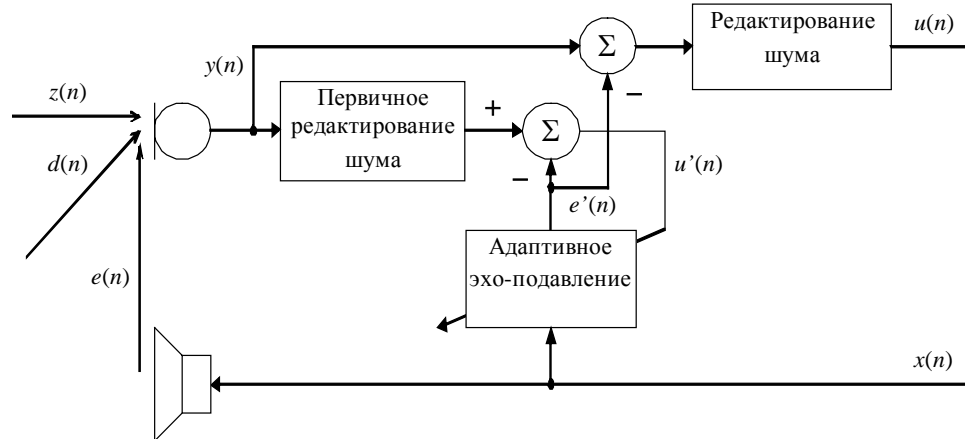 Редактирование
шума
u(n)
Σ
y(n)
−
z(n)
Первичное
редактирование
шума
+
Σ
d(n)
−
u’(n)
e’(n)
Адаптивное
эхо-подавление
e(n)
x(n)